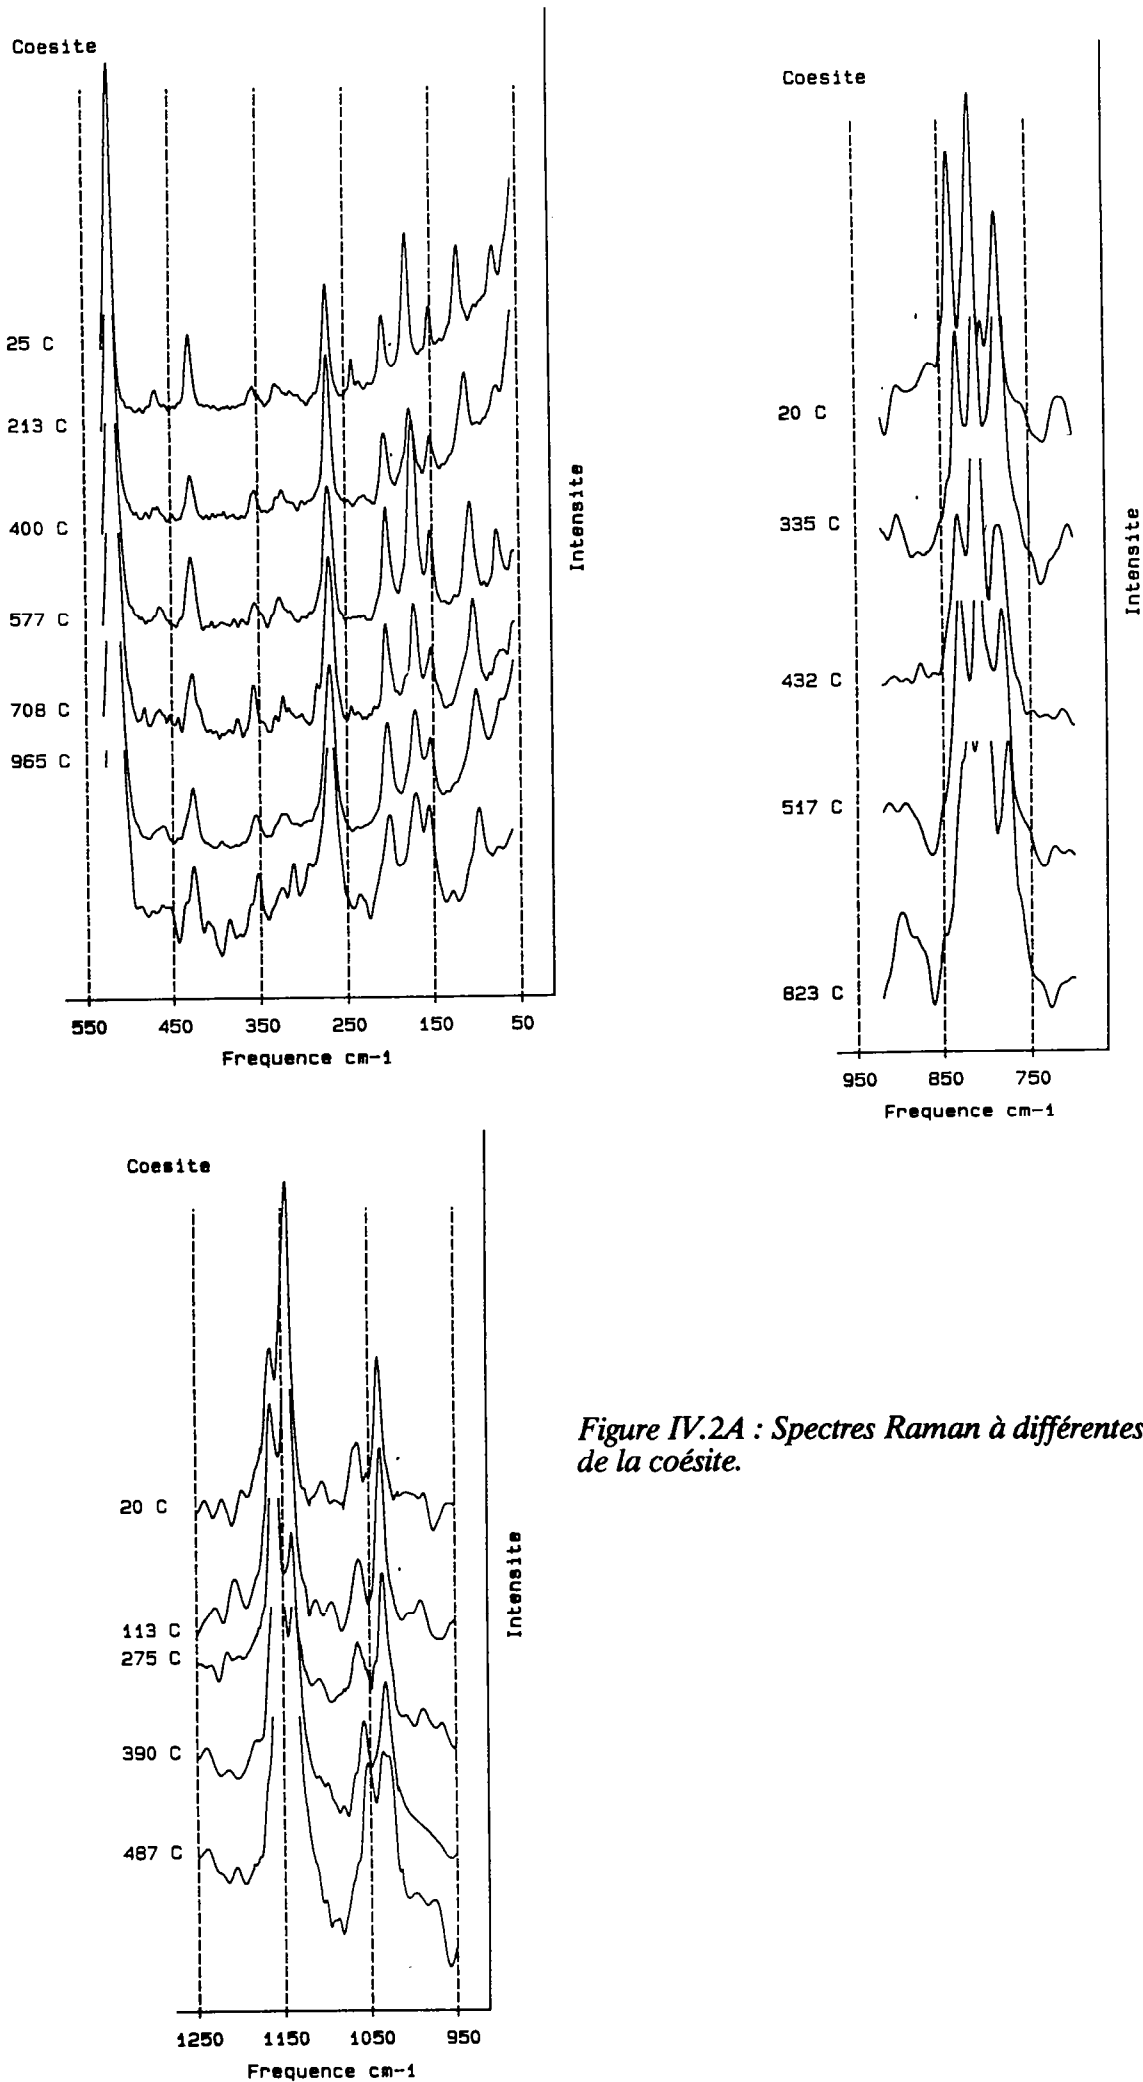 Coesite
25 C
213 C
400 C
577 C
708 C
965 C
550 450 350 250 150 50
Frequence cm-1
Intensite
Coesite
20 C
335 C
432 C
517 C
823 C
950 850 750
Frequence cm-1
Intensite
Coesite
20 C
113 C
275 C
390 C
487 C
1250 1150 1050 950
Frequence cm-1
Intensite
Figure IV.2A : Spectres Raman à différentes
de la coésite.